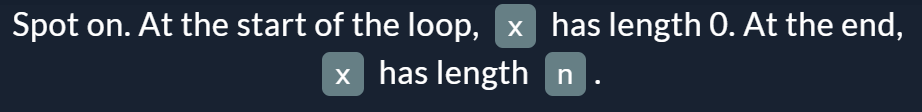 Spot on. At the start of the loop, x has length 0. At the end,
x has length n .